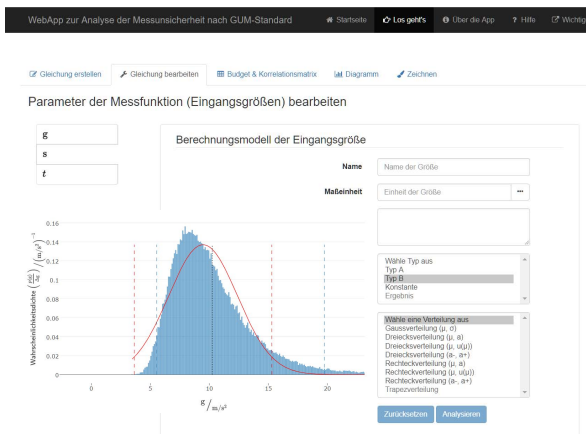 WebApp zur Analyse der Messunsicherheit nach GUM-Standard
Startseite
Los geht's
Über die App
? Hilfe
Wichtig
Gleichung erstellen
Gleichung bearbeiten
Budget & Korrelationsmatrix
Diagramm
Zeichnen
Parameter der Messfunktion (Eingangsgrößen) bearbeiten
g
s
t
Berechnungsmodell der Eingangsgröße
Name
Name der Größe
Maßeinheit
Einheit der Größe
...
Wähle Typ aus
Typ A
Typ B
Konstante
Ergebnis
Wähle eine Verteilung aus
Gaussverteilung (μ, σ)
Dreiecksverteilung (μ, a)
Dreiecksverteilung (μ, u(μ))
Dreiecksverteilung (a-, a+)
Rechteckverteilung (μ, a)
Rechteckverteilung (μ, u(μ))
Rechteckverteilung (a-, a+)
Trapezverteilung
Zurücksetzen
Analysieren
Wahrscheinlichkeitsdichte
/(m/s²)⁻¹
0.16
0.14
0.12
0.1
0.08
0.06
0.04
0.02
0
0
5
10
15
20
g/m/s²